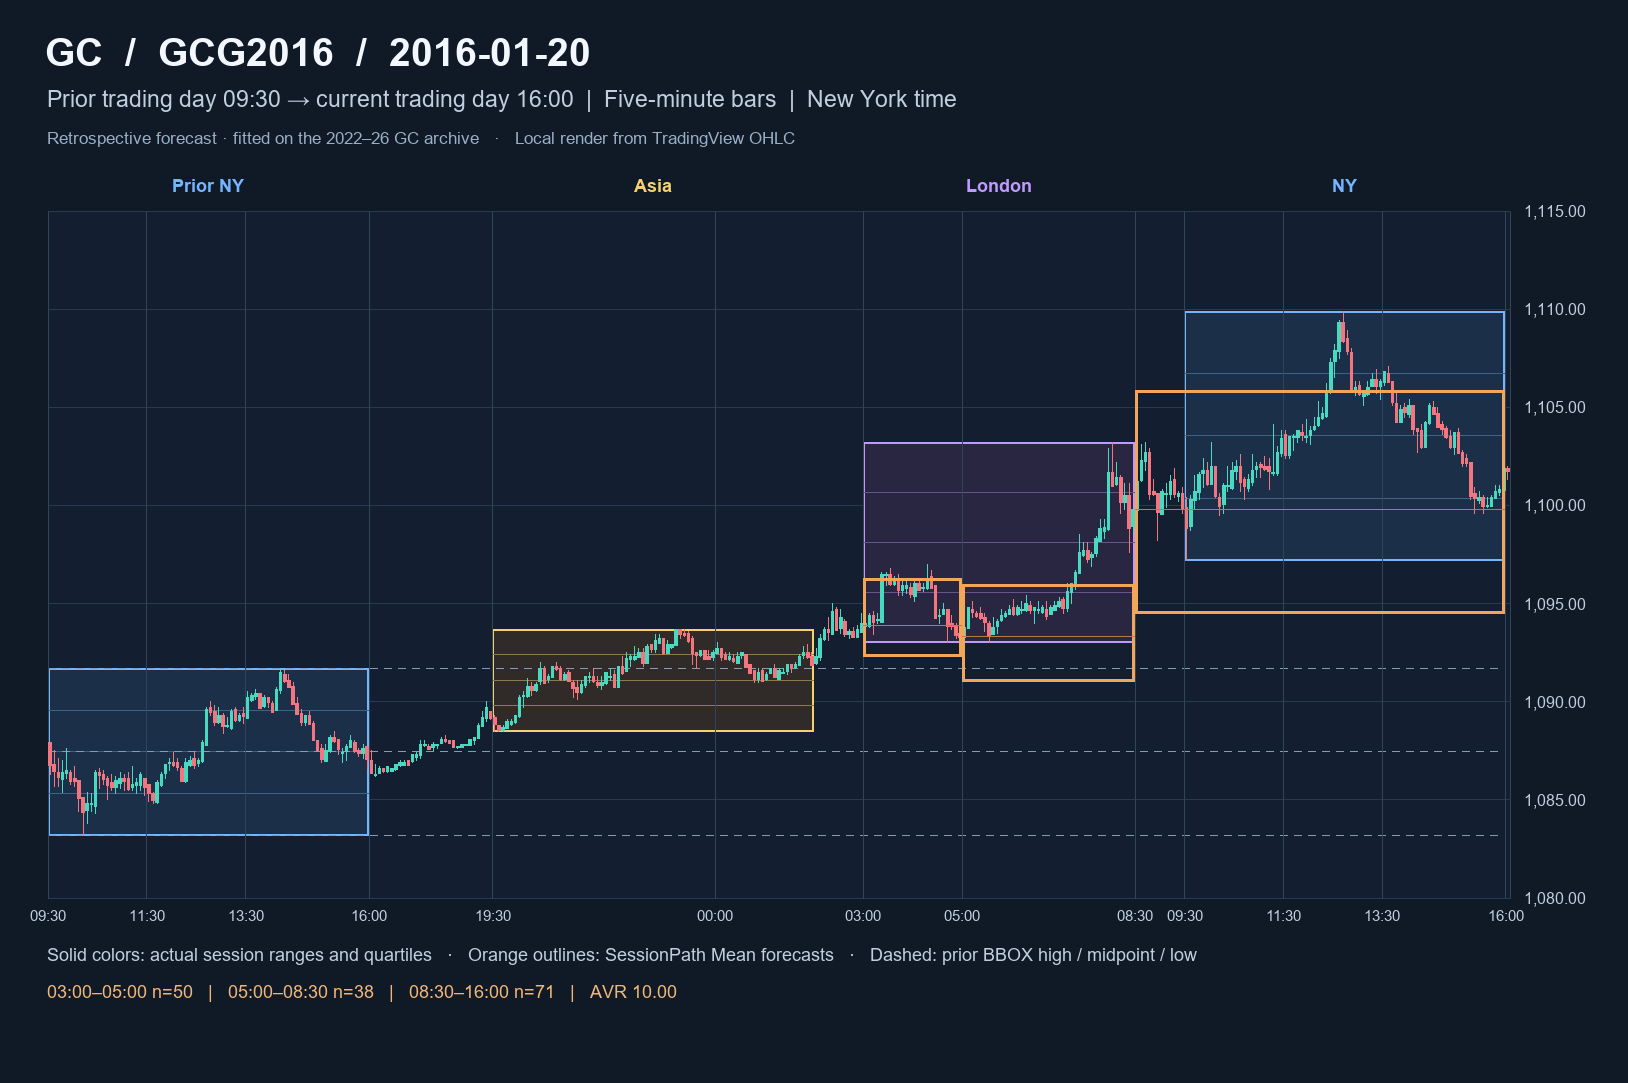 GC / GCG2016 / 2016-01-20
Prior trading day 09:30 → current trading day 16:00 | Five-minute bars | New York time
Retrospective forecast · fitted on the 2022–26 GC archive · Local render from TradingView OHLC
Prior NY Asia London NY
1,115.00
1,110.00
1,105.00
1,100.00
1,095.00
1,090.00
1,085.00
1,080.00
09:30 11:30 13:30 16:00 19:30 00:00 03:00 05:00 08:30 09:30 11:30 13:30 16:00
Solid colors: actual session ranges and quartiles · Orange outlines: SessionPath Mean forecasts · Dashed: prior BBOX high / midpoint / low
03:00–05:00 n=50 | 05:00–08:30 n=38 | 08:30–16:00 n=71 | AVR 10.00